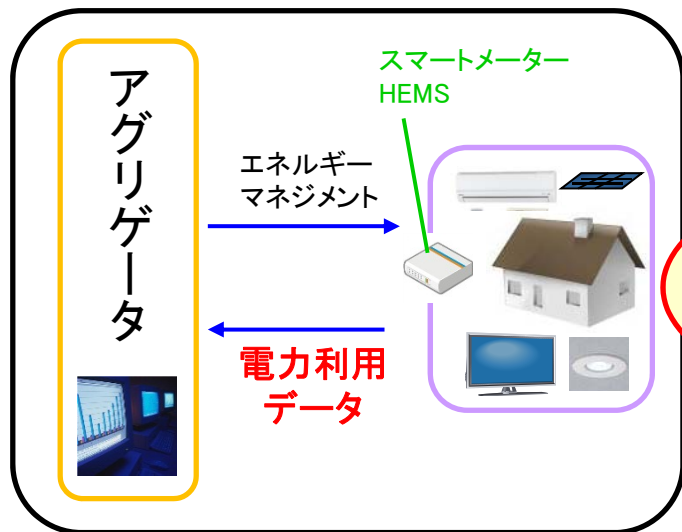 アグリゲータ
スマートメーター
HEMS
エネルギー
マネジメント
電力利用
データ